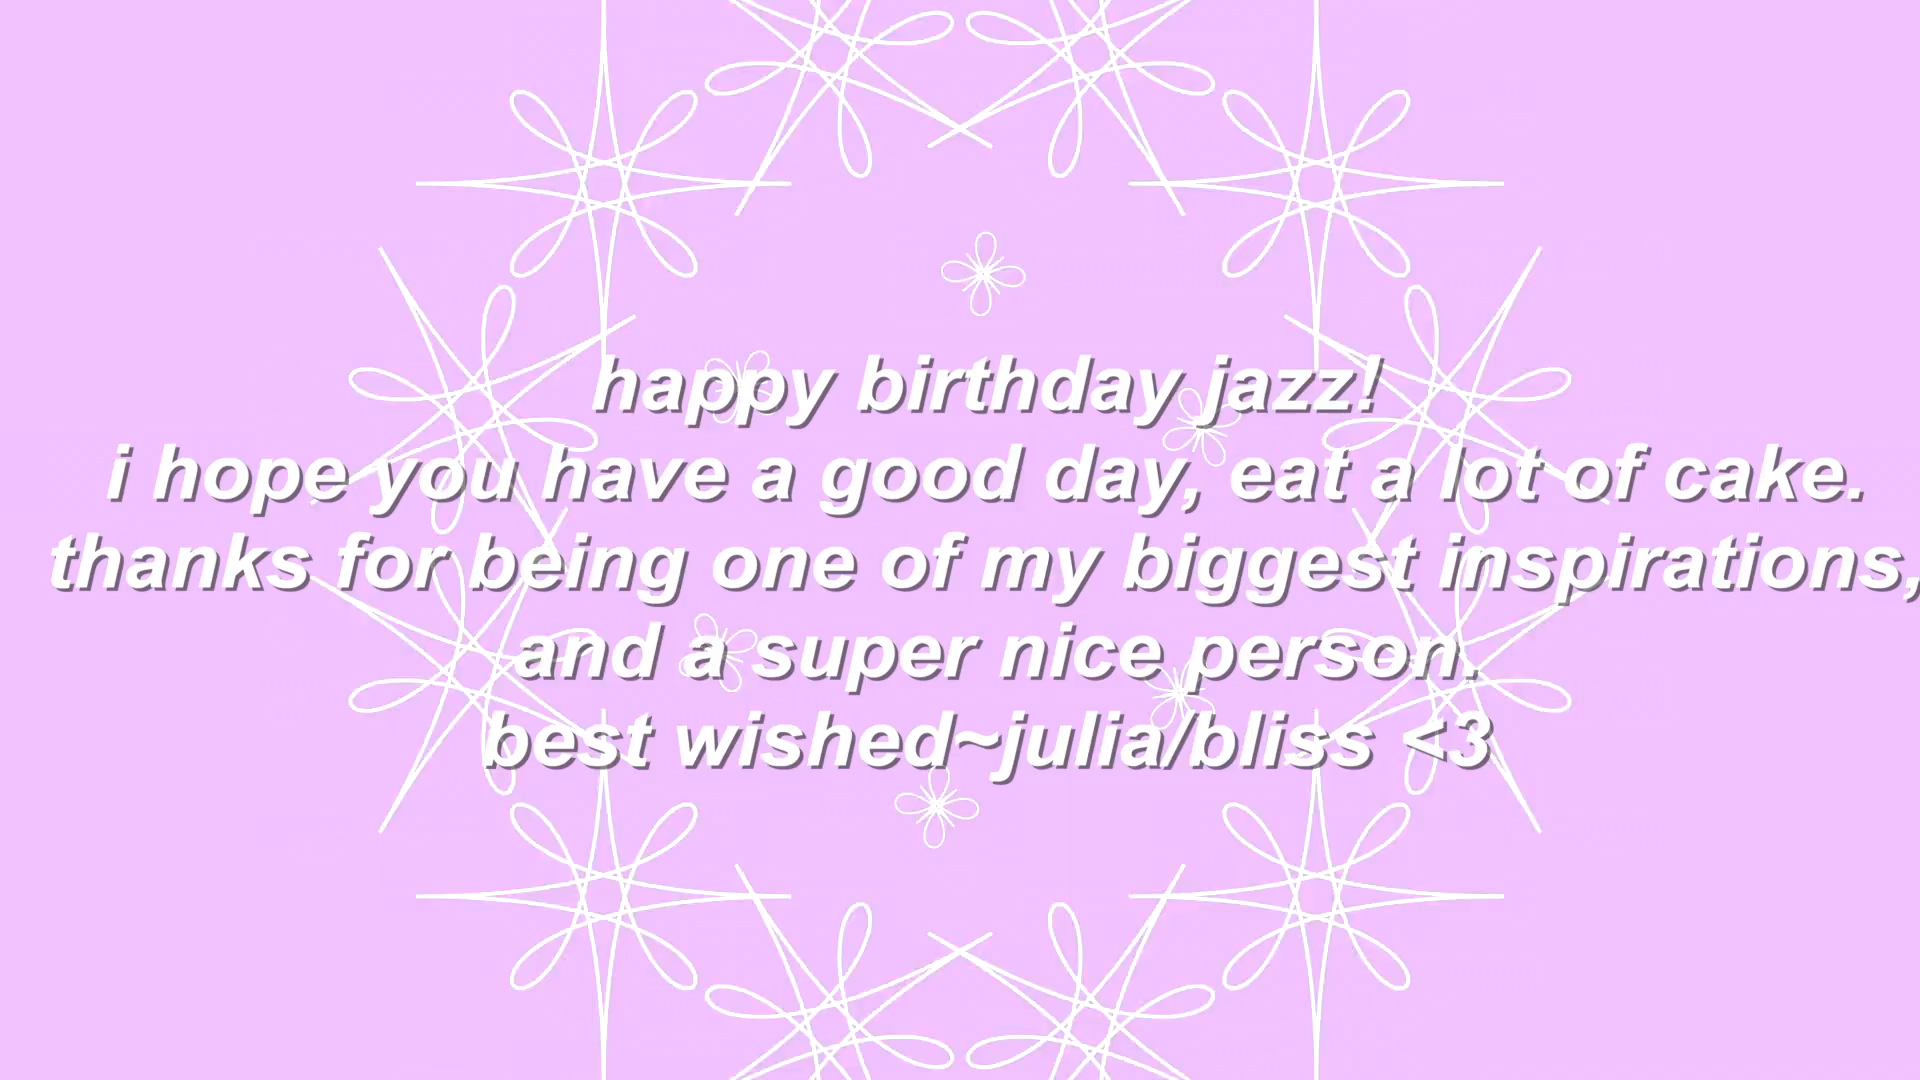 happy birthday jazz!
i hope you have a good day, eat a lot of cake.
thanks for being one of my biggest inspirations,
and a super nice person.
best wished~julia/bliss <3